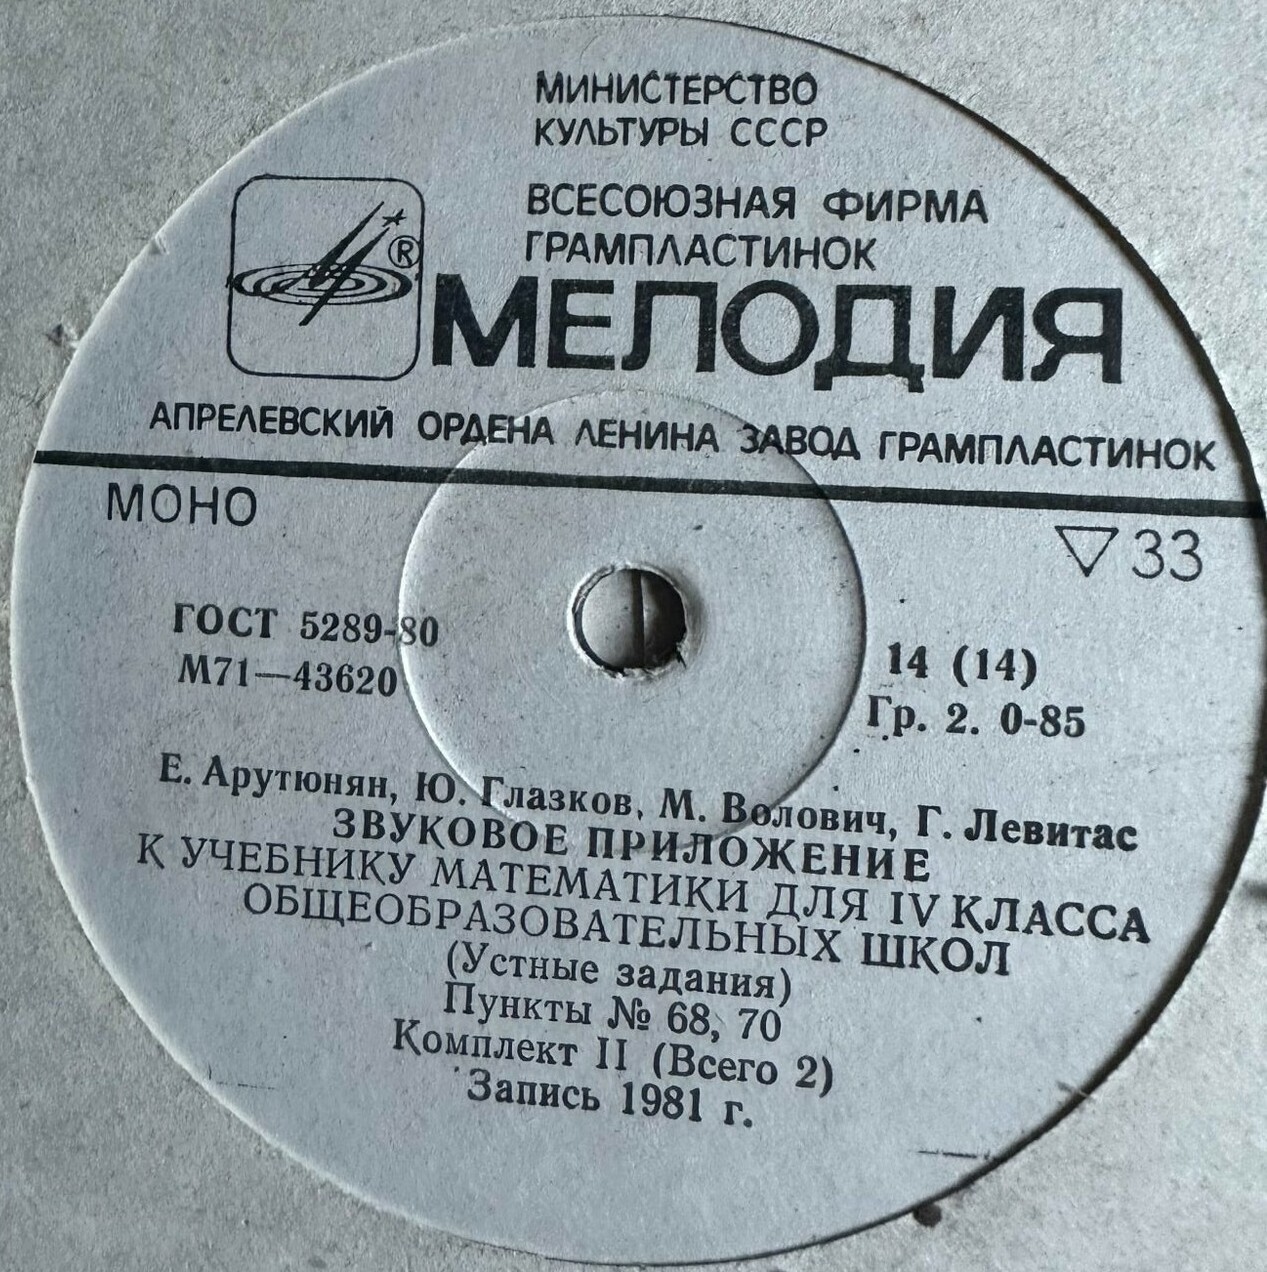 МИНИСТЕРСТВО
КУЛЬТУРЫ СССР
ВСЕСОЮЗНАЯ ФИРМА
ГРАМПЛАСТИНОК
®
МЕЛОДИЯ
АПРЕЛЕВСКИЙ ОРДЕНА ЛЕНИНА ЗАВОД ГРАМПЛАСТИНОК
МОНО
▽33
ГОСТ 5289-80
М71—43620
14 (14)
Гр. 2. 0-85
Е. Арутюнян, Ю. Глазков, М. Волович, Г. Левитас
ЗВУКОВОЕ ПРИЛОЖЕНИЕ
К УЧЕБНИКУ МАТЕМАТИКИ ДЛЯ IV КЛАССА
ОБЩЕОБРАЗОВАТЕЛЬНЫХ ШКОЛ
(Устные задания)
Пункты № 68, 70
Комплект II (Всего 2)
Запись 1981 г.